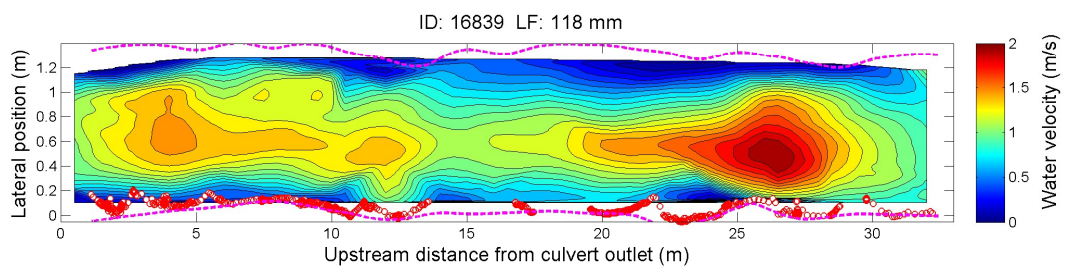 ID: 16839 LF: 118 mm
Lateral position (m)
1.2
1
0.8
0.6
0.4
0.2
0
0 5 10 15 20 25 30
Upstream distance from culvert outlet (m)
2
1.5
1
0.5
0
Water velocity (m/s)